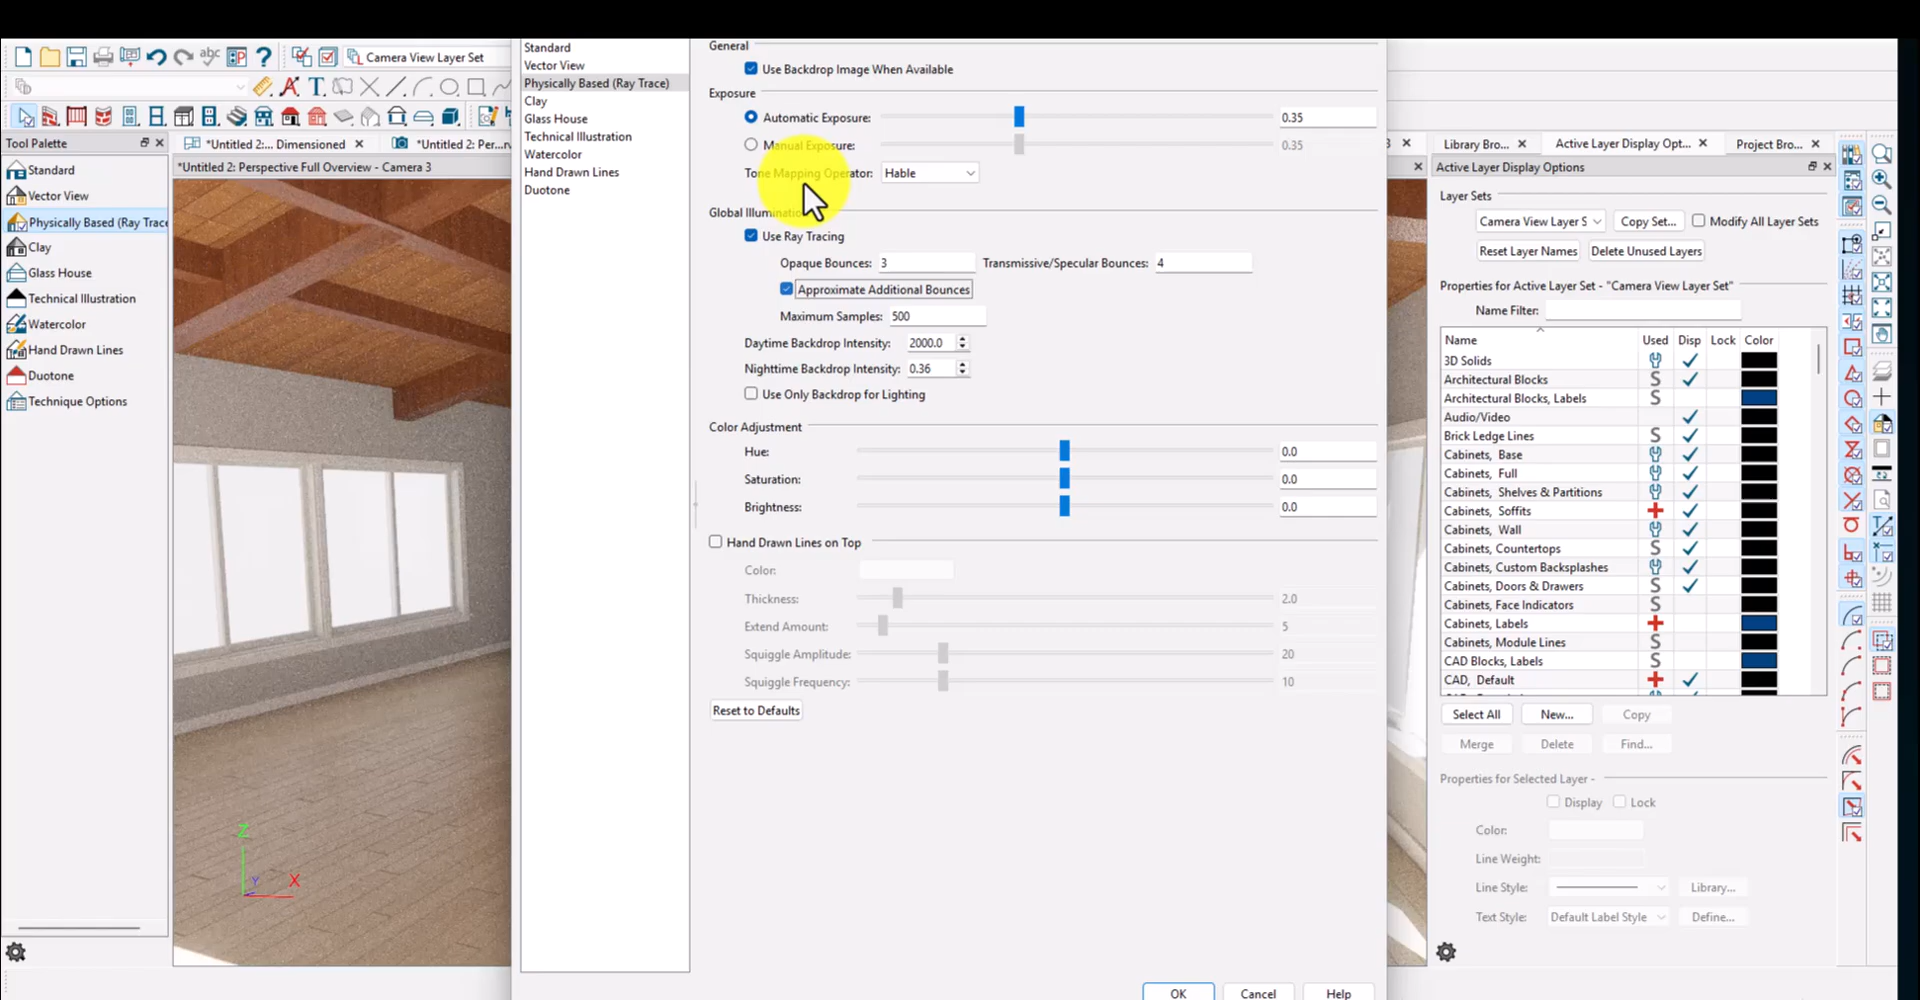 Camera View Layer Set
abc
Tool Palette
Standard
Vector View
Physically Based (Ray Trace
Clay
Glass House
Technical Illustration
Watercolor
Hand Drawn Lines
Duotone
Technique Options
*Untitled 2: ... Dimensioned
*Untitled 2: Per...
*Untitled 2: Perspective Full Overview - Camera 3
Z
Y
X
Standard
Vector View
Physically Based (Ray Trace)
Clay
Glass House
Technical Illustration
Watercolor
Hand Drawn Lines
Duotone
General
Use Backdrop Image When Available
Exposure
Automatic Exposure: 0.35
Manual Exposure: 0.35
Tone Mapping Operator: Hable
Global Illumination
Use Ray Tracing
Opaque Bounces: 3 Transmissive/Specular Bounces: 4
Approximate Additional Bounces
Maximum Samples: 500
Daytime Backdrop Intensity: 2000.0
Nighttime Backdrop Intensity: 0.36
Use Only Backdrop for Lighting
Color Adjustment
Hue: 0.0
Saturation: 0.0
Brightness: 0.0
Hand Drawn Lines on Top
Color:
Thickness: 2.0
Extend Amount: 5
Squiggle Amplitude: 20
Squiggle Frequency: 10
Reset to Defaults
OK Cancel Help
3 Library Bro... Active Layer Display Opt... Project Bro...
Active Layer Display Options
Layer Sets
Camera View Layer S Copy Set... Modify All Layer Sets
Reset Layer Names Delete Unused Layers
Properties for Active Layer Set - "Camera View Layer Set"
Name Filter:
Name Used Disp Lock Color
3D Solids
Architectural Blocks S
Architectural Blocks, Labels S
Audio/Video
Brick Ledge Lines S
Cabinets, Base
Cabinets, Full
Cabinets, Shelves & Partitions
Cabinets, Soffits
Cabinets, Wall
Cabinets, Countertops S
Cabinets, Custom Backsplashes
Cabinets, Doors & Drawers S
Cabinets, Face Indicators S
Cabinets, Labels
Cabinets, Module Lines S
CAD Blocks, Labels S
CAD, Default
Select All New... Copy
Merge Delete Find...
Properties for Selected Layer -
Display Lock
Color:
Line Weight:
Line Style: Library...
Text Style: Default Label Style Define...